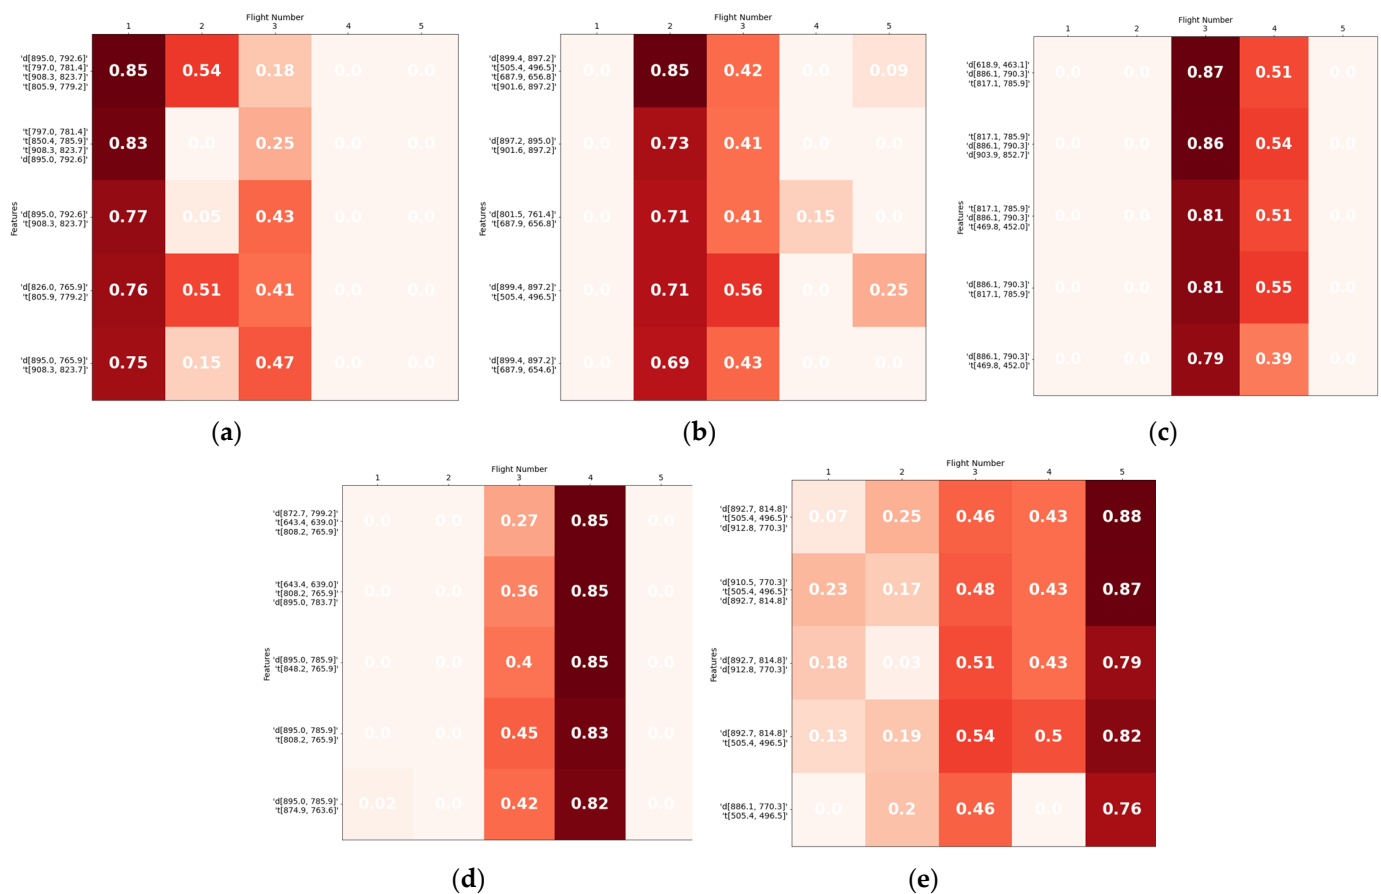 Flight Number
1 2 3 4 5
Features
'd[895.0, 792.6]'
't[797.0, 781.4]'
't[908.3, 823.7]'
't[805.9, 779.2]'
0.85 0.54 0.18 0.0 0.0
't[797.0, 781.4]'
't[850.4, 785.9]'
't[908.3, 823.7]'
'd[895.0, 792.6]'
0.83 0.0 0.25 0.0 0.0
'd[895.0, 792.6]'
't[908.3, 823.7]'
0.77 0.05 0.43 0.0 0.0
'd[826.0, 765.9]'
't[805.9, 779.2]'
0.76 0.51 0.41 0.0 0.0
'd[895.0, 765.9]'
't[908.3, 823.7]'
0.75 0.15 0.47 0.0 0.0
(a)
Flight Number
1 2 3 4 5
Features
'd[899.4, 897.2]'
't[505.4, 496.5]'
't[687.9, 656.8]'
't[901.6, 897.2]'
0.0 0.85 0.42 0.0 0.09
'd[897.2, 895.0]'
't[901.6, 897.2]'
0.0 0.73 0.41 0.0 0.0
'd[801.5, 761.4]'
't[687.9, 656.8]'
0.0 0.71 0.41 0.15 0.0
'd[899.4, 897.2]'
't[505.4, 496.5]'
0.0 0.71 0.56 0.0 0.25
'd[899.4, 897.2]'
't[687.9, 654.6]'
0.0 0.69 0.43 0.0 0.0
(b)
Flight Number
1 2 3 4 5
Features
'd[618.9, 463.1]'
'd[886.1, 790.3]'
't[817.1, 785.9]'
0.0 0.0 0.87 0.51 0.0
't[817.1, 785.9]'
'd[886.1, 790.3]'
'd[903.9, 852.7]'
0.0 0.0 0.86 0.54 0.0
't[817.1, 785.9]'
'd[886.1, 790.3]'
't[469.8, 452.0]'
0.0 0.0 0.81 0.51 0.0
'd[886.1, 790.3]'
't[817.1, 785.9]'
0.0 0.0 0.81 0.55 0.0
'd[886.1, 790.3]'
't[469.8, 452.0]'
0.0 0.0 0.79 0.39 0.0
(c)
Flight Number
1 2 3 4 5
Features
'd[872.7, 799.2]'
't[643.4, 639.0]'
't[808.2, 765.9]'
0.0 0.0 0.27 0.85 0.0
't[643.4, 639.0]'
't[808.2, 765.9]'
'd[895.0, 783.7]'
0.0 0.0 0.36 0.85 0.0
'd[895.0, 785.9]'
't[848.2, 765.9]'
0.0 0.0 0.4 0.85 0.0
'd[895.0, 785.9]'
't[808.2, 765.9]'
0.0 0.0 0.45 0.83 0.0
'd[895.0, 785.9]'
't[874.9, 763.6]'
0.02 0.0 0.42 0.82 0.0
(d)
Flight Number
1 2 3 4 5
Features
'd[892.7, 814.8]'
't[505.4, 496.5]'
'd[912.8, 770.3]'
0.07 0.25 0.46 0.43 0.88
'd[910.5, 770.3]'
't[505.4, 496.5]'
'd[892.7, 814.8]'
0.23 0.17 0.48 0.43 0.87
'd[892.7, 814.8]'
'd[912.8, 770.3]'
0.18 0.03 0.51 0.43 0.79
'd[892.7, 814.8]'
't[505.4, 496.5]'
0.13 0.19 0.54 0.5 0.82
'd[886.1, 770.3]'
't[505.4, 496.5]'
0.0 0.2 0.46 0.0 0.76
(e)